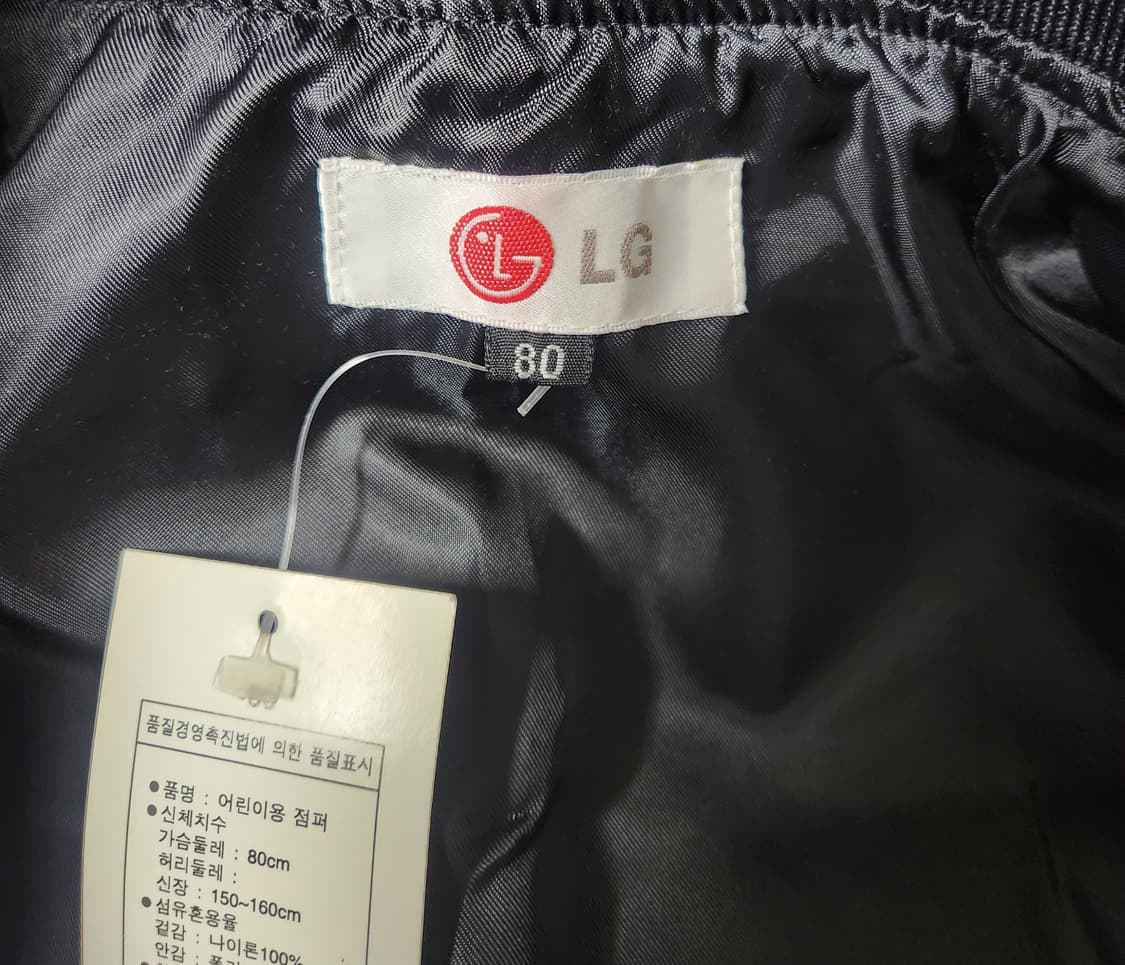 LG
80
품질경영촉진법에 의한 품질표시
●품명 : 어린이용 점퍼
●신체치수
가슴둘레 : 80cm
허리둘레 :
신장 : 150~160cm
●섬유혼용율
겉감 : 나이론100%
안감 :